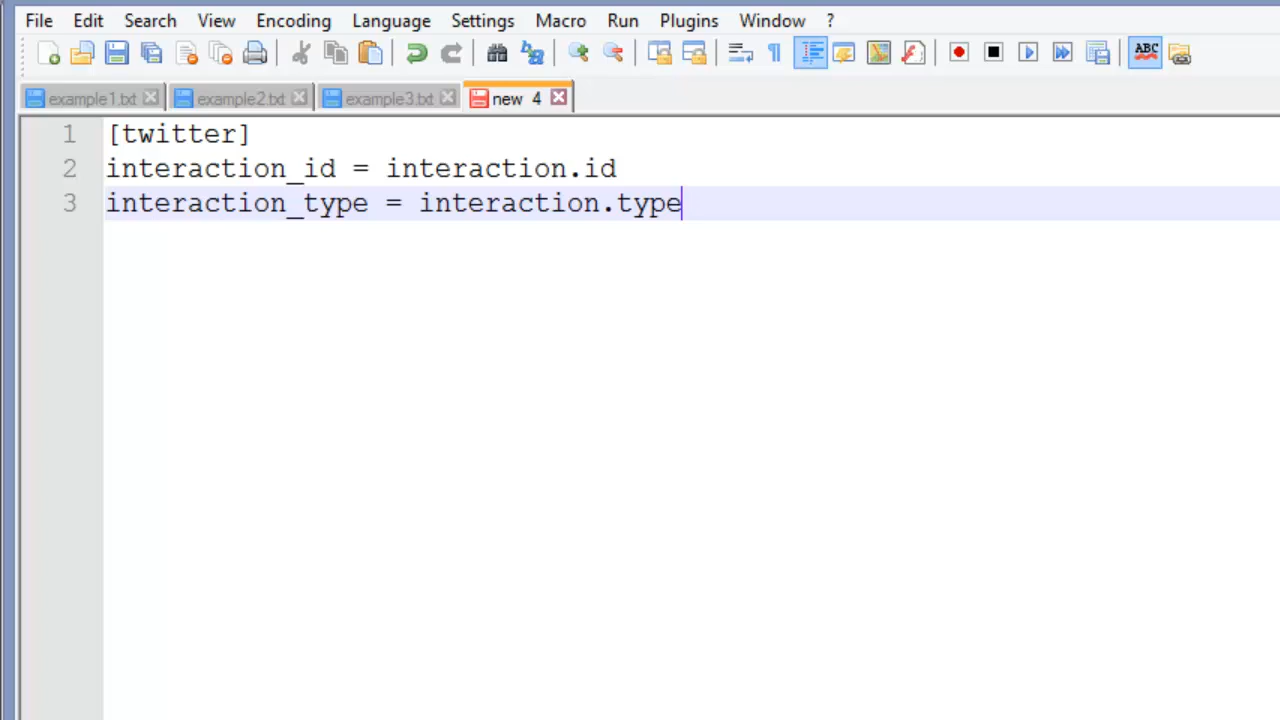 File Edit Search View Encoding Language Settings Macro Run Plugins Window ?
ABC
example1.txt example2.txt example3.txt new 4
1 [twitter]
2 interaction_id = interaction.id
3 interaction_type = interaction.type